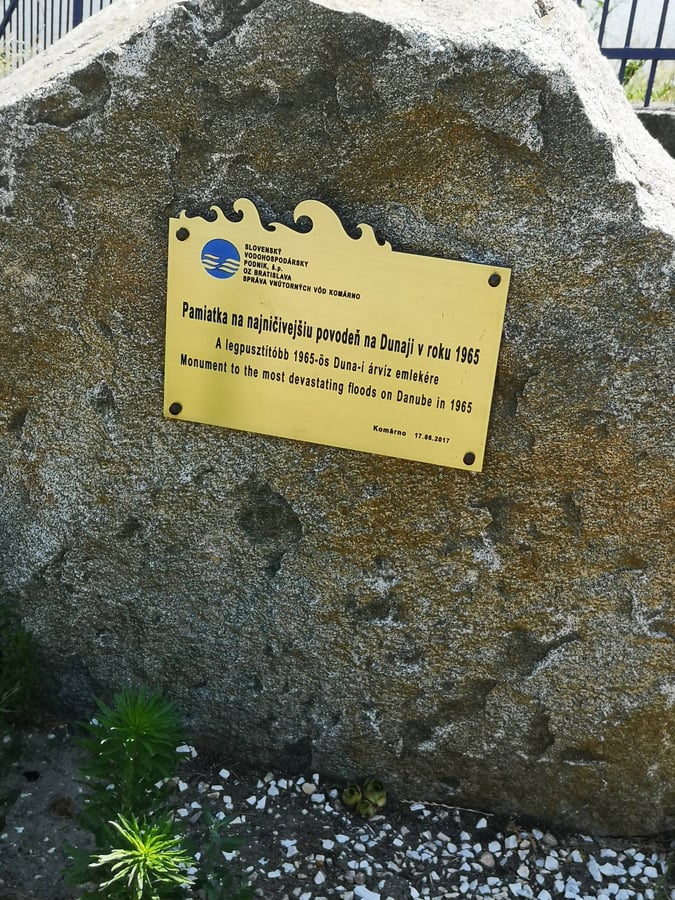 SLOVENSKÝ
VODOHOSPODÁRSKY
PODNIK, š.p.
OZ BRATISLAVA
SPRÁVA VNÚTORNÝCH VÔD KOMÁRNO
Pamiatka na najničivejšiu povodeň na Dunaji v roku 1965
A legpusztítóbb 1965-ös Duna-i árvíz emlekére
Monument to the most devastating floods on Danube in 1965
Komárno 17.06.2017